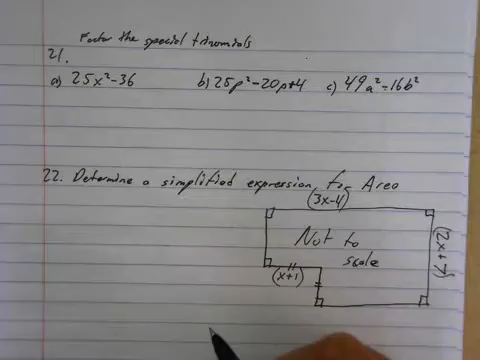 Factor the special trinomials
21.
a) 25x²-36 b) 25p²-20p+4 c) 49a²-16b²
22. Determine a simplified expression for Area
(3x-4)
Not to
scale
(2x+7)
(x+1)